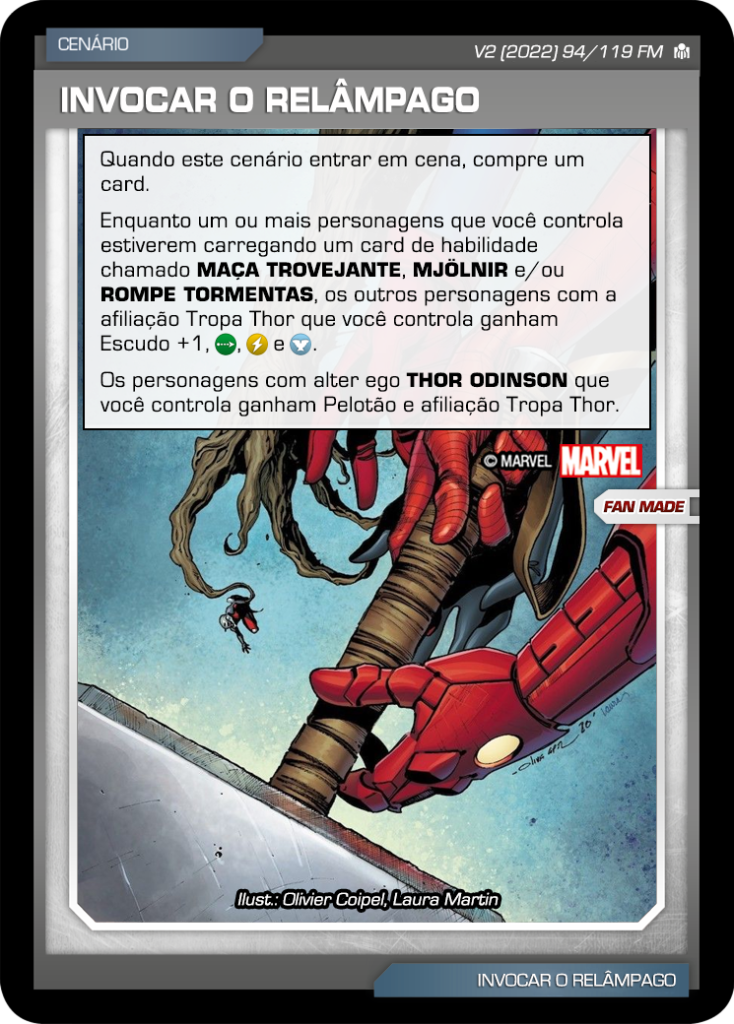 CENÁRIO
V2 (2022) 94/119 FM
INVOCAR O RELÂMPAGO
Quando este cenário entrar em cena, compre um
card.
Enquanto um ou mais personagens que você controla
estiverem carregando um card de habilidade
chamado MAÇA TROVEJANTE, MJÖLNIR e/ou
ROMPE TORMENTAS, os outros personagens com a
afiliação Tropa Thor que você controla ganham
Escudo +1, , e .
Os personagens com alter ego THOR ODINSON que
você controla ganham Pelotão e afiliação Tropa Thor.
© MARVEL MARVEL
FAN MADE
Ilust.: Olivier Coipel, Laura Martin
INVOCAR O RELÂMPAGO